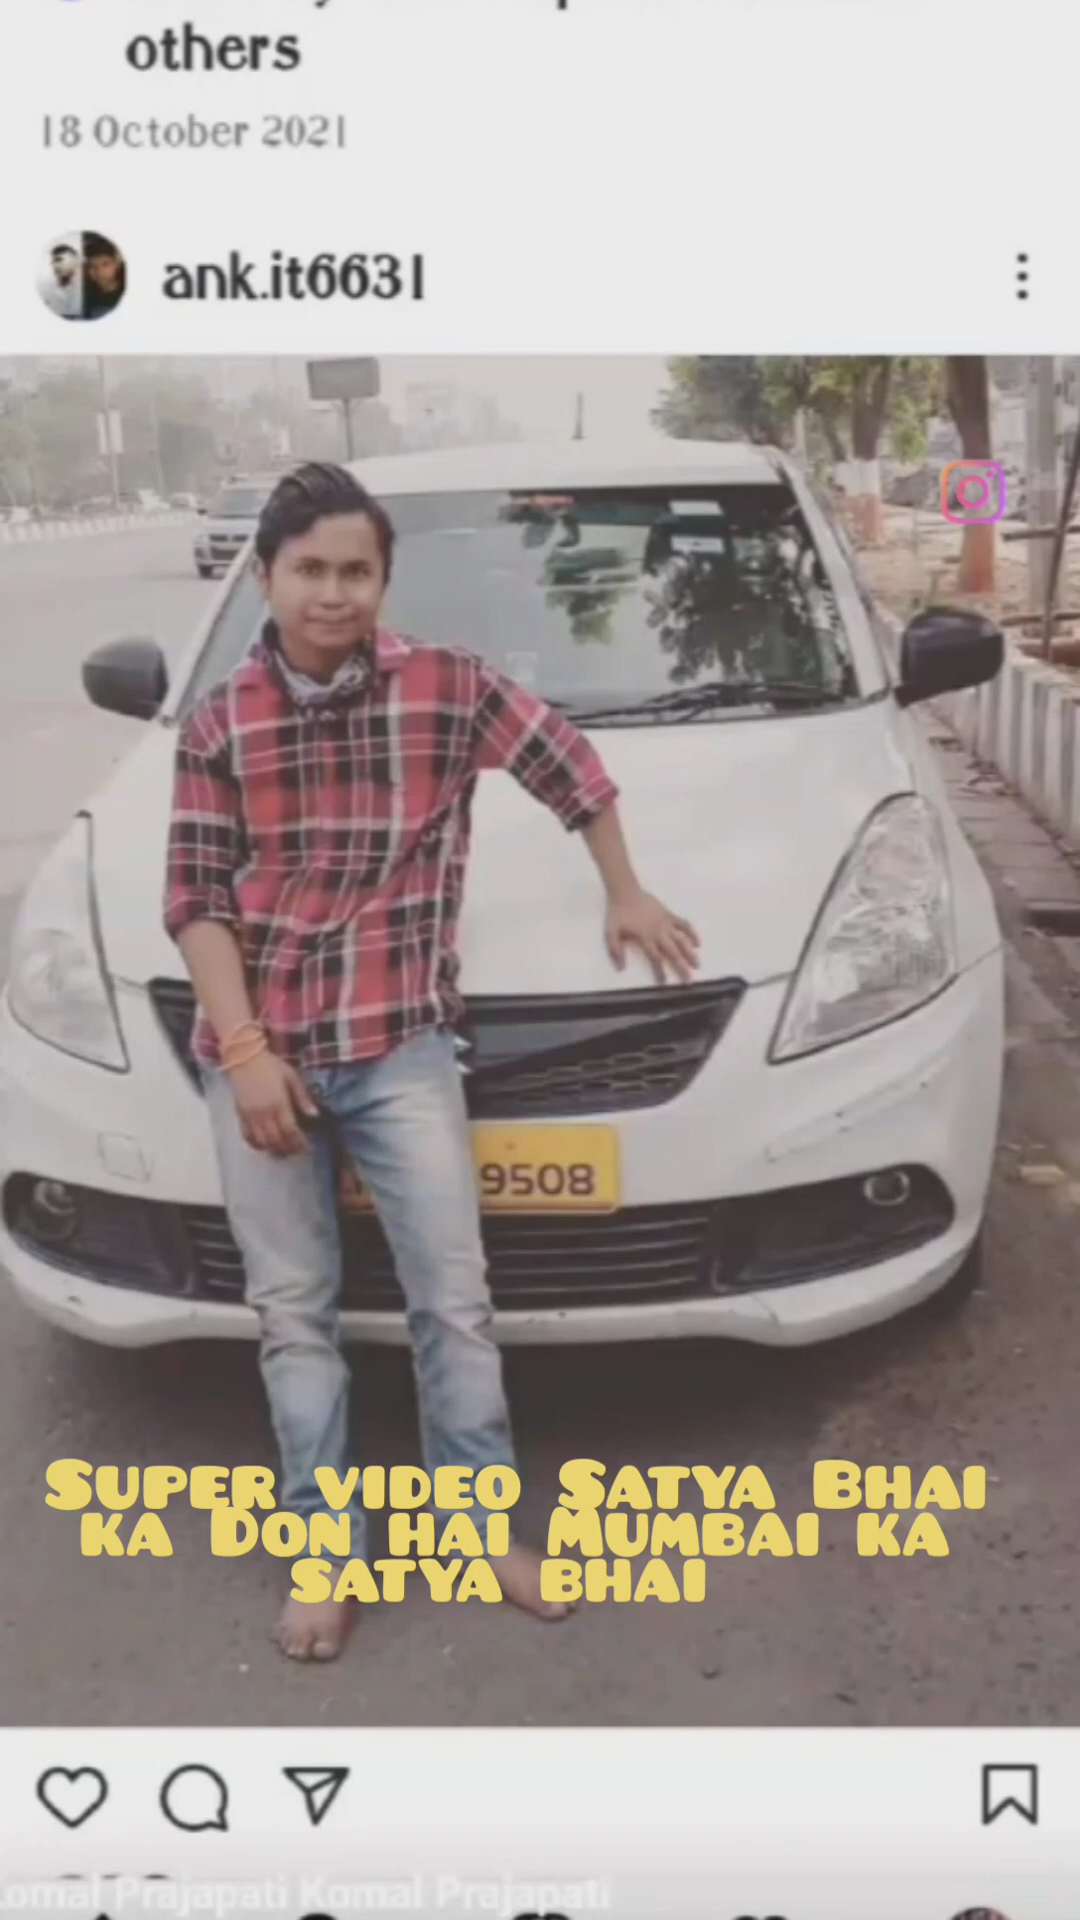 others
18 October 2021
ank.it6631
9508
Super video Satya Bhai
ka Don hai Mumbai ka
satya bhai
Komal Prajapati Komal Prajapati